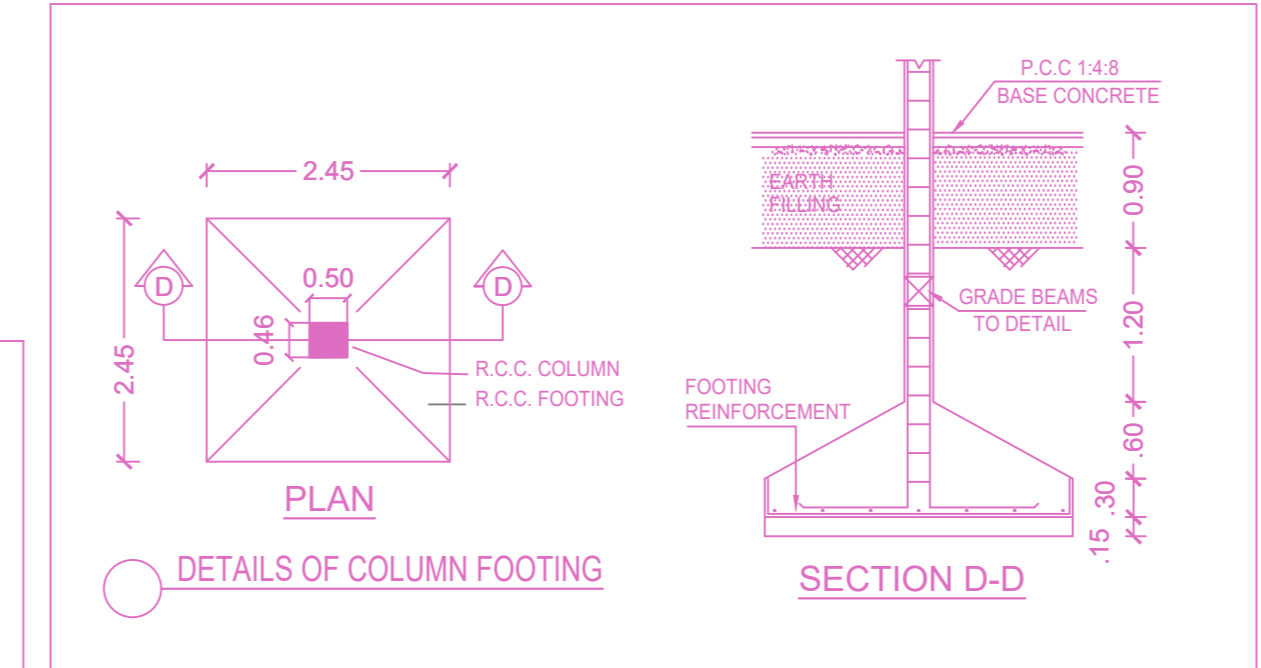 2.45
2.45
D
D
0.50
0.46
R.C.C. COLUMN
R.C.C. FOOTING
PLAN
DETAILS OF COLUMN FOOTING
P.C.C 1:4:8
BASE CONCRETE
EARTH
FILLING
0.90
GRADE BEAMS
TO DETAIL
1.20
FOOTING
REINFORCEMENT
.60
.30
.15
SECTION D-D